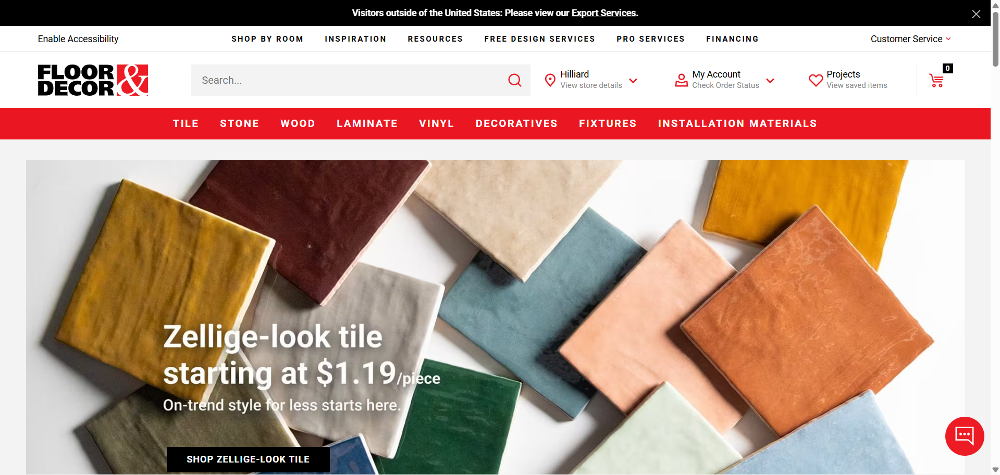 Visitors outside of the United States: Please view our Export Services.
Enable Accessibility
SHOP BY ROOM
INSPIRATION
RESOURCES
FREE DESIGN SERVICES
PRO SERVICES
FINANCING
Customer Service
FLOOR
DECOR &
Search...
Hilliard
View store details
My Account
Check Order Status
Projects
View saved items
0
TILE
STONE
WOOD
LAMINATE
VINYL
DECORATIVES
FIXTURES
INSTALLATION MATERIALS
Zellige-look tile
starting at $1.19/piece
On-trend style for less starts here.
SHOP ZELLIGE-LOOK TILE